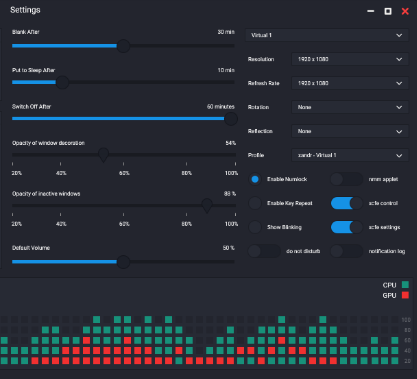 Settings
Blank After 30 min
Put to Sleep After 10 min
Switch Off After 60 minutes
Opacity of window decoration 54%
20% 40% 60% 80% 100%
Opacity of inactive windows 88 %
20% 40% 60% 80% 100%
Default Volume 50 %
Virtual 1
Resolution 1920 x 1080
Refresh Rate 1920 x 1080
Rotation None
Reflection None
Profile xandr - Virtual 1
Enable Numlock nmm applet
Enable Key Repeat xcfe control
Show Blinking xcfe settings
do not disturb notification log
CPU
GPU
100
80
60
40
20